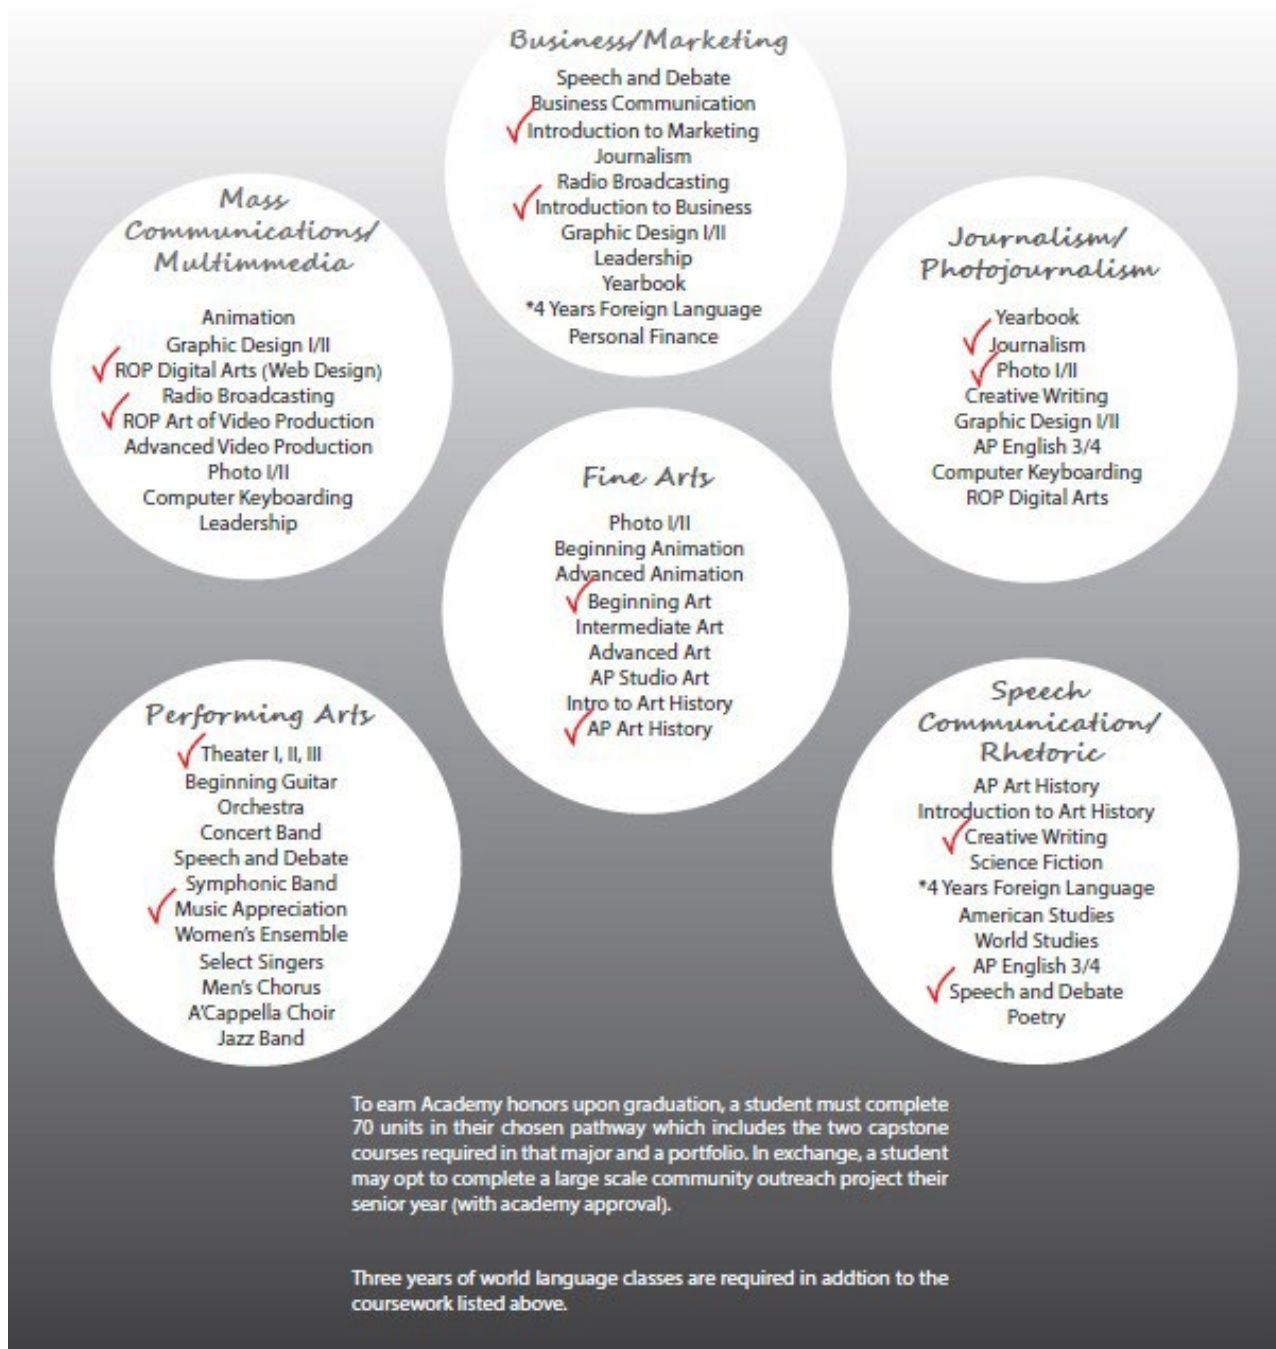 Business/Marketing
Speech and Debate
Business Communication
Introduction to Marketing
Journalism
Radio Broadcasting
Introduction to Business
Graphic Design I/II
Leadership
Yearbook
*4 Years Foreign Language
Personal Finance
Mass
Communications/
Multimmedia
Animation
Graphic Design I/II
ROP Digital Arts (Web Design)
Radio Broadcasting
ROP Art of Video Production
Advanced Video Production
Photo I/II
Computer Keyboarding
Leadership
Journalism/
Photojournalism
Yearbook
Journalism
Photo I/II
Creative Writing
Graphic Design I/II
AP English 3/4
Computer Keyboarding
ROP Digital Arts
Fine Arts
Photo I/II
Beginning Animation
Advanced Animation
Beginning Art
Intermediate Art
Advanced Art
AP Studio Art
Intro to Art History
AP Art History
Performing Arts
Theater I, II, III
Beginning Guitar
Orchestra
Concert Band
Speech and Debate
Symphonic Band
Music Appreciation
Women's Ensemble
Select Singers
Men's Chorus
A'Cappella Choir
Jazz Band
Speech
Communication/
Rhetoric
AP Art History
Introduction to Art History
Creative Writing
Science Fiction
*4 Years Foreign Language
American Studies
World Studies
AP English 3/4
Speech and Debate
Poetry
To earn Academy honors upon graduation, a student must complete
70 units in their chosen pathway which includes the two capstone
courses required in that major and a portfolio. In exchange, a student
may opt to complete a large scale community outreach project their
senior year (with academy approval).
Three years of world language classes are required in addtion to the
coursework listed above.